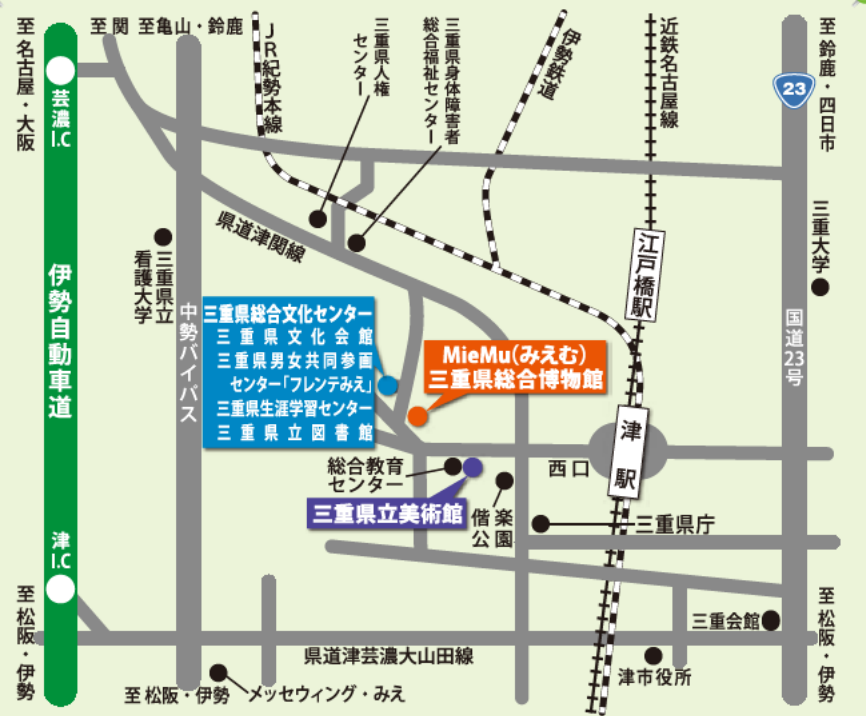 至関
至亀山・鈴鹿
至名古屋・大阪
芸濃
I.C
JR紀勢本線
三重県人権
センター
三重県身体障害者
総合福祉センター
伊勢鉄道
近鉄名古屋線
23
至鈴鹿・四日市
三重大学
県道津関線
江戸橋駅
三重県立
看護大学
伊勢自動車道
中勢バイパス
国道23号
三重県総合文化センター
三重県文化会館
三重県男女共同参画
センター「フレンテみえ」
三重県生涯学習センター
三重県立図書館
MieMu(みえむ)
三重県総合博物館
津駅
西口
総合教育
センター
三重県立美術館
偕楽
公園
三重県庁
津
I.C
至松阪・伊勢
三重会館
至松阪・伊勢
県道津芸濃大山田線
津市役所
至松阪・伊勢
メッセウィング・みえ